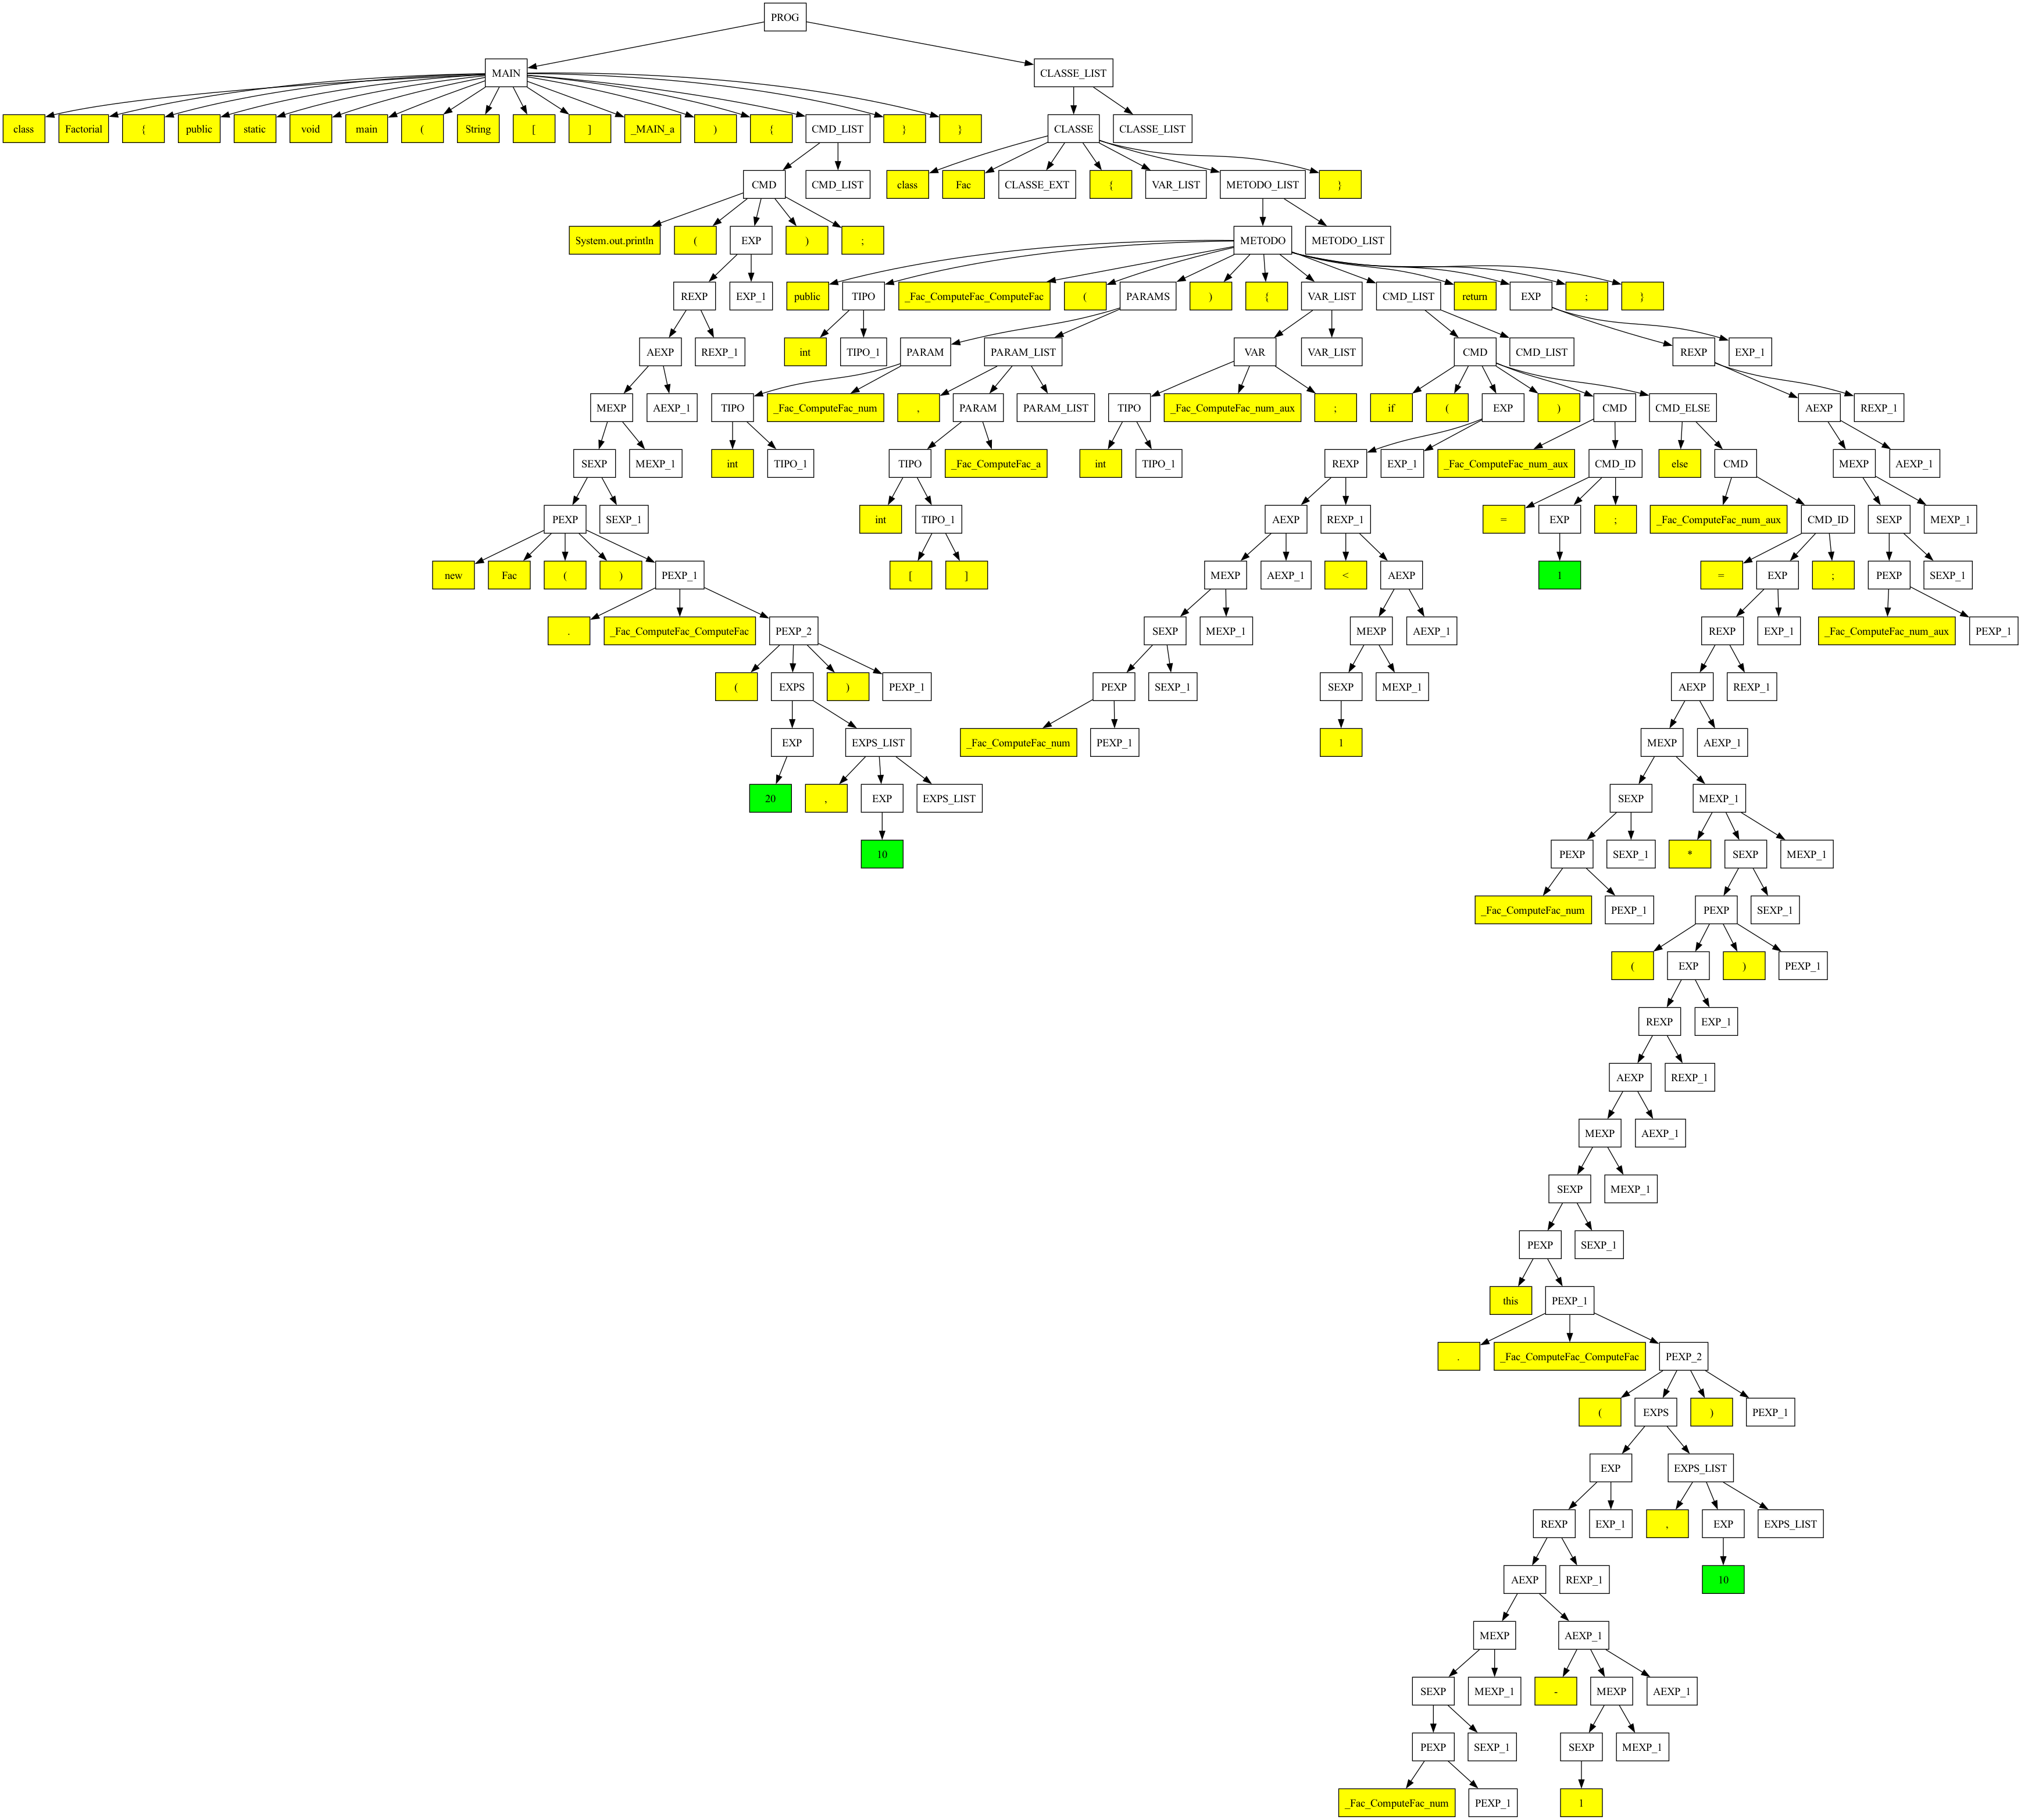 PROG
MAIN CLASSE_LIST
class Factorial { public static void main ( String [ ] _MAIN_a ) { CMD_LIST } } CLASSE CLASSE_LIST
CMD CMD_LIST class Fac CLASSE_EXT { VAR_LIST METODO_LIST }
System.out.println ( EXP ) ; METODO METODO_LIST
REXP EXP_1 public TIPO _Fac_ComputeFac_ComputeFac ( PARAMS ) { VAR_LIST CMD_LIST return EXP ; }
AEXP REXP_1 int TIPO_1 PARAM PARAM_LIST VAR VAR_LIST CMD CMD_LIST REXP EXP_1
MEXP AEXP_1 TIPO _Fac_ComputeFac_num , PARAM PARAM_LIST TIPO _Fac_ComputeFac_num_aux ; if ( EXP ) CMD CMD_ELSE AEXP REXP_1
SEXP MEXP_1 int TIPO_1 TIPO _Fac_ComputeFac_a int TIPO_1 REXP EXP_1 _Fac_ComputeFac_num_aux CMD_ID else CMD MEXP AEXP_1
PEXP SEXP_1 int TIPO_1 AEXP REXP_1 = EXP ; _Fac_ComputeFac_num_aux CMD_ID SEXP MEXP_1
new Fac ( ) PEXP_1 [ ] MEXP AEXP_1 < AEXP 1 = EXP ; PEXP SEXP_1
. _Fac_ComputeFac_ComputeFac PEXP_2 SEXP MEXP_1 MEXP AEXP_1 REXP EXP_1 _Fac_ComputeFac_num_aux PEXP_1
( EXPS ) PEXP_1 PEXP SEXP_1 SEXP MEXP_1 AEXP REXP_1
EXP EXPS_LIST _Fac_ComputeFac_num PEXP_1 1 MEXP AEXP_1
20 , EXP EXPS_LIST SEXP MEXP_1
10 PEXP SEXP_1 * SEXP MEXP_1
_Fac_ComputeFac_num PEXP_1 PEXP SEXP_1
( EXP ) PEXP_1
REXP EXP_1
AEXP REXP_1
MEXP AEXP_1
SEXP MEXP_1
PEXP SEXP_1
this PEXP_1
. _Fac_ComputeFac_ComputeFac PEXP_2
( EXPS ) PEXP_1
EXP EXPS_LIST
REXP EXP_1 , EXP EXPS_LIST
AEXP REXP_1 10
MEXP AEXP_1
SEXP MEXP_1 - MEXP AEXP_1
PEXP SEXP_1 SEXP MEXP_1
_Fac_ComputeFac_num PEXP_1 1